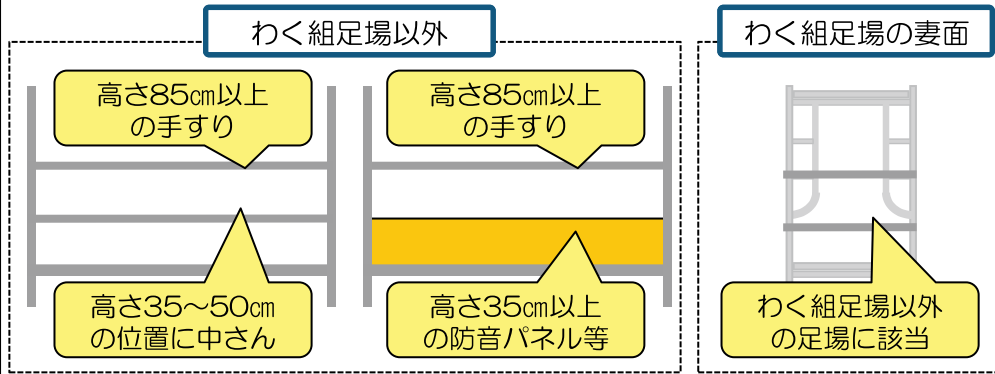 わく組足場以外
高さ85㎝以上
の手すり
高さ35～50㎝
の位置に中さん
高さ85㎝以上
の手すり
高さ35㎝以上
の防音パネル等
わく組足場の妻面
わく組足場以外
の足場に該当